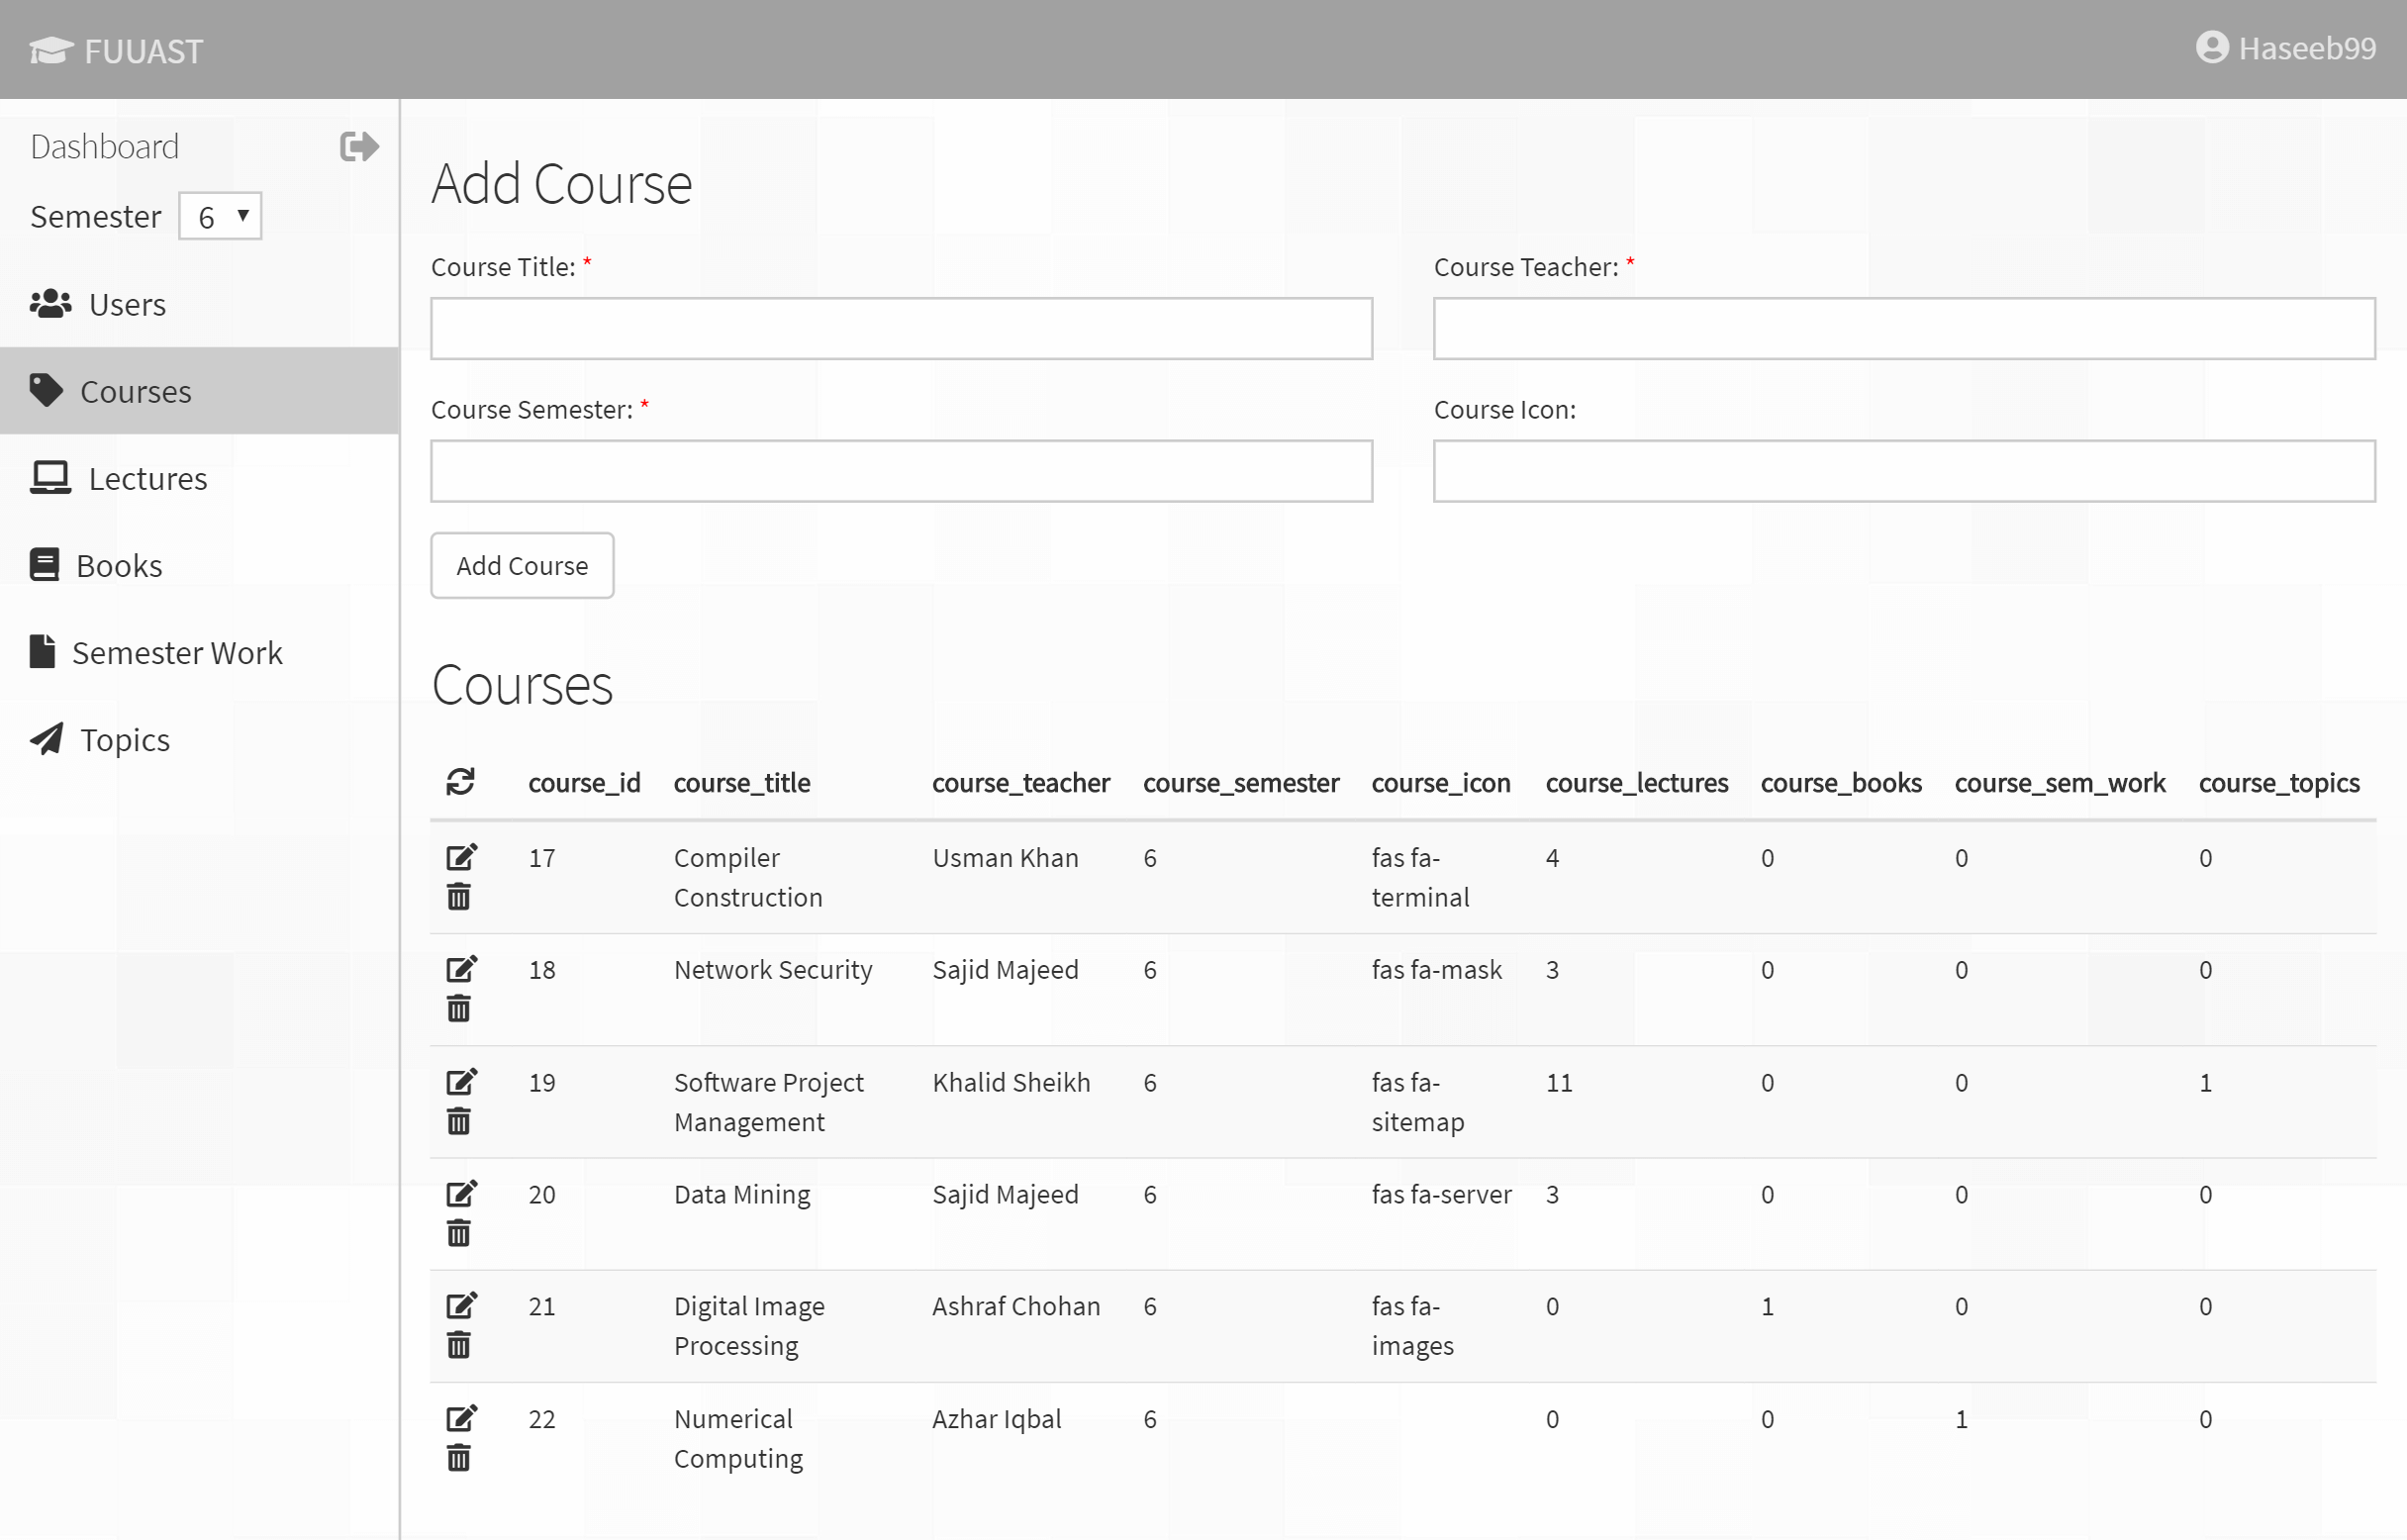 FUUAST
Haseeb99
Dashboard
Semester 6
Users
Courses
Lectures
Books
Semester Work
Topics
Add Course
Course Title: *
Course Teacher: *
Course Semester: *
Course Icon:
Add Course
Courses
course_id course_title course_teacher course_semester course_icon course_lectures course_books course_sem_work course_topics
17 Compiler Usman Khan 6 fas fa- 4 0 0 0
Construction terminal
18 Network Security Sajid Majeed 6 fas fa-mask 3 0 0 0
19 Software Project Khalid Sheikh 6 fas fa- 11 0 0 1
Management sitemap
20 Data Mining Sajid Majeed 6 fas fa-server 3 0 0 0
21 Digital Image Ashraf Chohan 6 fas fa- 0 1 0 0
Processing images
22 Numerical Azhar Iqbal 6 0 0 1 0
Computing